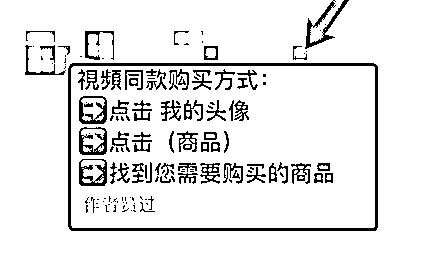 視頻同款购买方式：
点击 我的头像
点击（商品）
找到您需要购买的商品
作者赞过